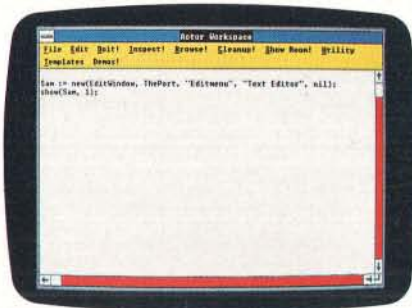 Actor Workspace
File Edit Doit! Inspect! Browse! Cleanup! Show Room! Utility
Templates Demos!
Sam := new(EditWindow, ThePort, "Editmenu", "Text Editor", nil);
show(Sam, 1);